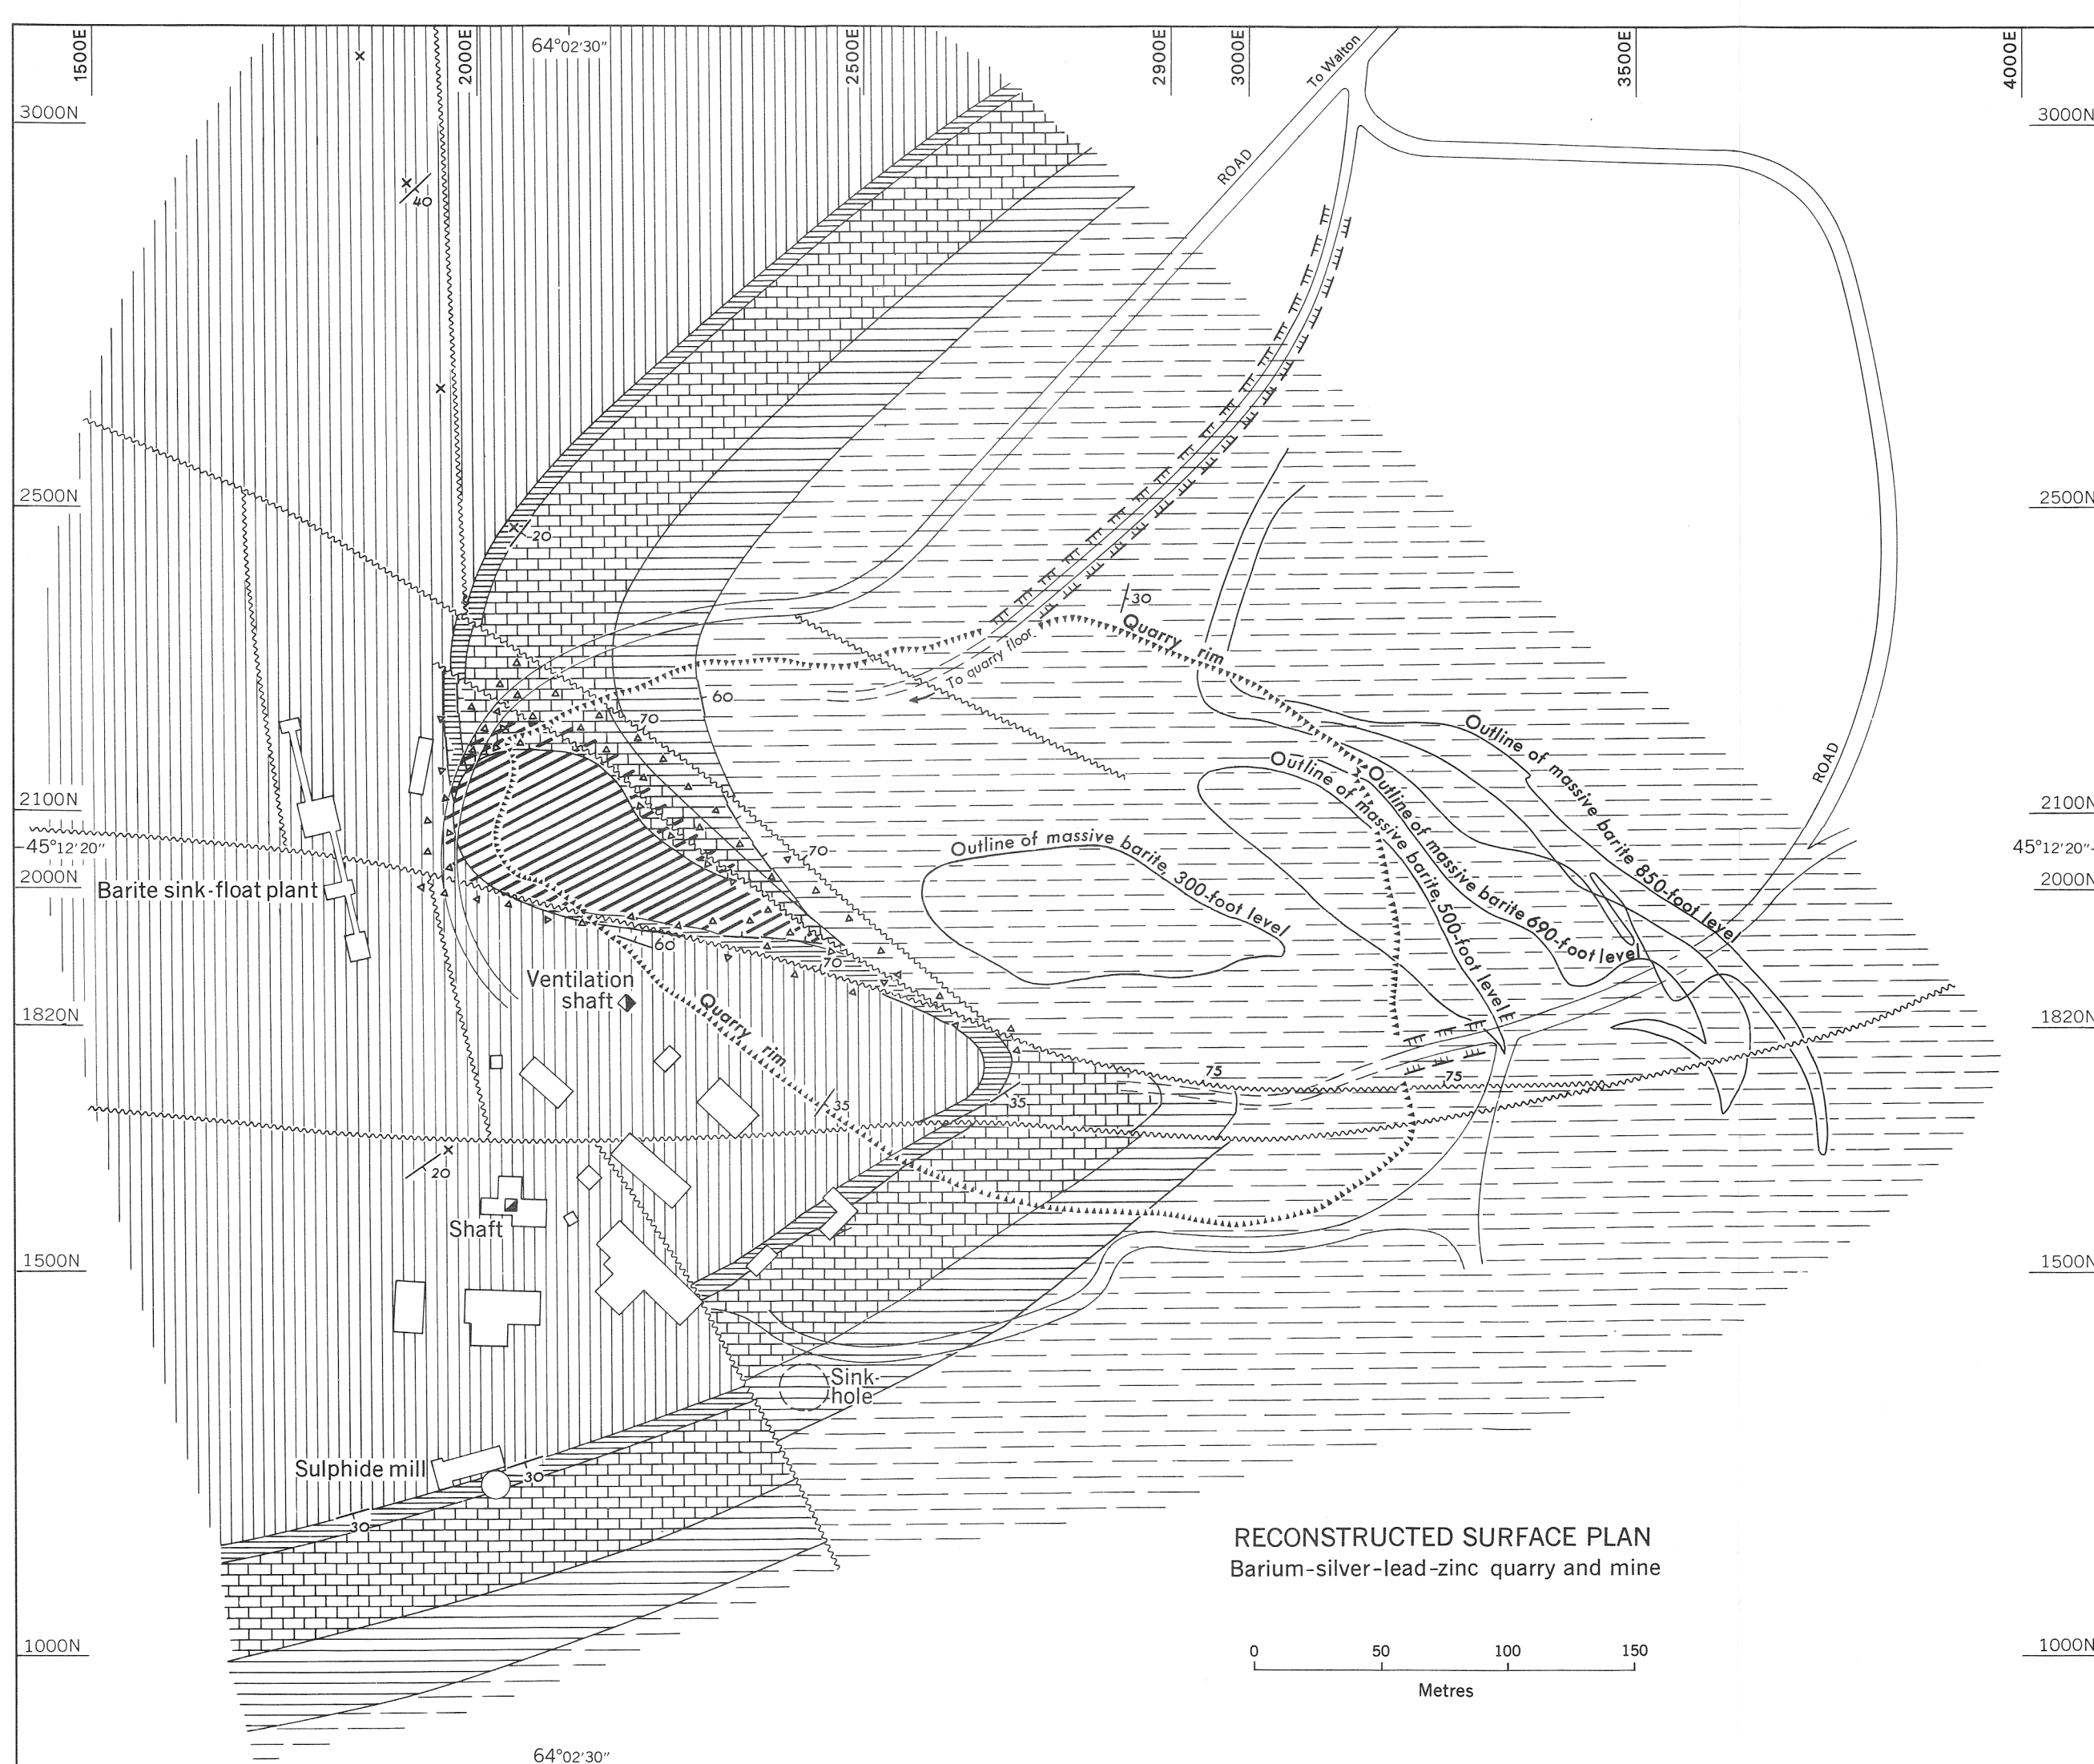 1500E
2000E
64°02'30"
2500E
2900E
3000E
To Walton
3500E
4000E
3000N
3000N
ROAD
40
2500N
2500N
20
30
Quarry rim
To quarry floor
60
70
Outline of massive barite 850-foot level
Outline of massive barite 690-foot level
Outline of massive barite, 500-foot level
Outline of massive barite, 300-foot level
ROAD
2100N
2100N
45°12'20"
45°12'20"
70
2000N
2000N
Barite sink-float plant
60
70
Ventilation
shaft
Quarry rim
1820N
1820N
75
75
35
35
20
Shaft
1500N
1500N
Sink-
hole
Sulphide mill
30
30
RECONSTRUCTED SURFACE PLAN
Barium-silver-lead-zinc quarry and mine
1000N
1000N
0 50 100 150
Metres
64°02'30"